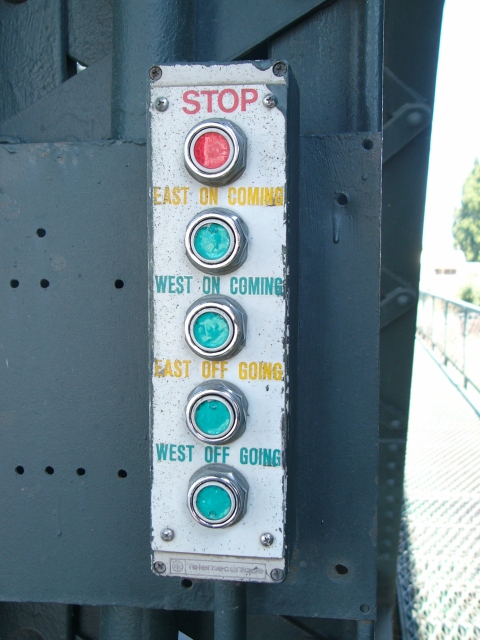 STOP
EAST ON COMING
WEST ON COMING
EAST OFF GOING
WEST OFF GOING